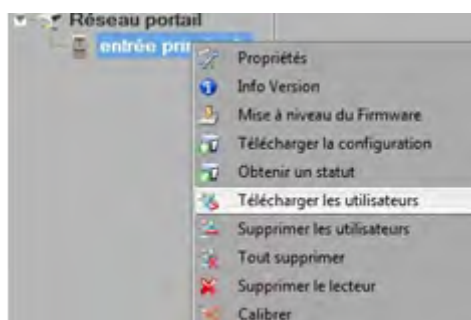 Réseau portail
entrée
Propriétés
Info Version
Mise à niveau du Firmware
Télécharger la configuration
Obtenir un statut
Télécharger les utilisateurs
Supprimer les utilisateurs
Tout supprimer
Supprimer le lecteur
Calibrer